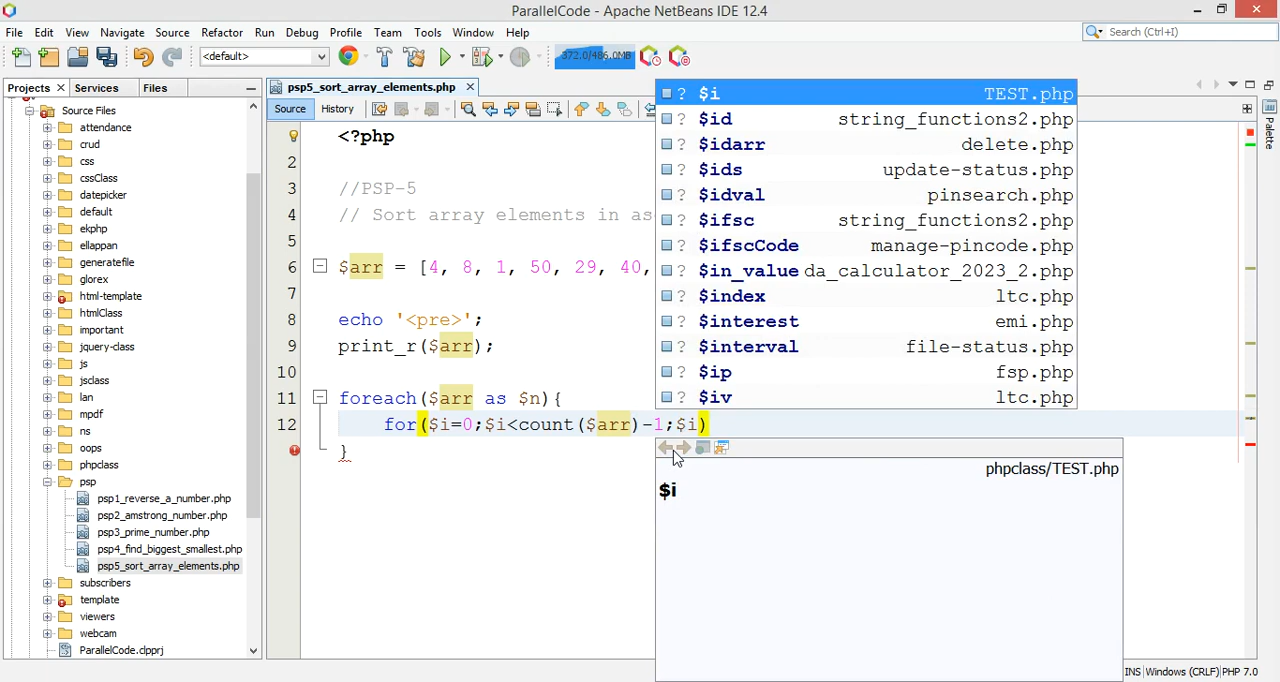 ParallelCode - Apache NetBeans IDE 12.4
File Edit View Navigate Source Refactor Run Debug Profile Team Tools Window Help
Search (Ctrl+I)
<default>
372.0/486.0MB
Projects
Services
Files
psp5_sort_array_elements.php
Source
History
Source Files
attendance
crud
css
cssClass
datepicker
default
ekphp
ellappan
generatefile
glorex
html-template
htmlClass
important
jquery-class
js
jsclass
lan
mpdf
ns
oops
phpclass
psp
psp1_reverse_a_number.php
psp2_amstrong_number.php
psp3_prime_number.php
psp4_find_biggest_smallest.php
psp5_sort_array_elements.php
subscribers
template
viewers
webcam
ParallelCode.clpprj
<?php
2
3 //PSP-5
4 // Sort array elements in as
5
6 $arr = [4, 8, 1, 50, 29, 40,
7
8 echo '<pre>';
9 print_r($arr);
10
11 foreach($arr as $n){
12 for($i=0;$i<count($arr)-1;$i)
}
? $i TEST.php
? $id string_functions2.php
? $idarr delete.php
? $ids update-status.php
? $idval pinsearch.php
? $ifsc string_functions2.php
? $ifscCode manage-pincode.php
? $in_value da_calculator_2023_2.php
? $index ltc.php
? $interest emi.php
? $interval file-status.php
? $ip fsp.php
? $iv ltc.php
phpclass/TEST.php
$i
Palette
INS Windows (CRLF) PHP 7.0